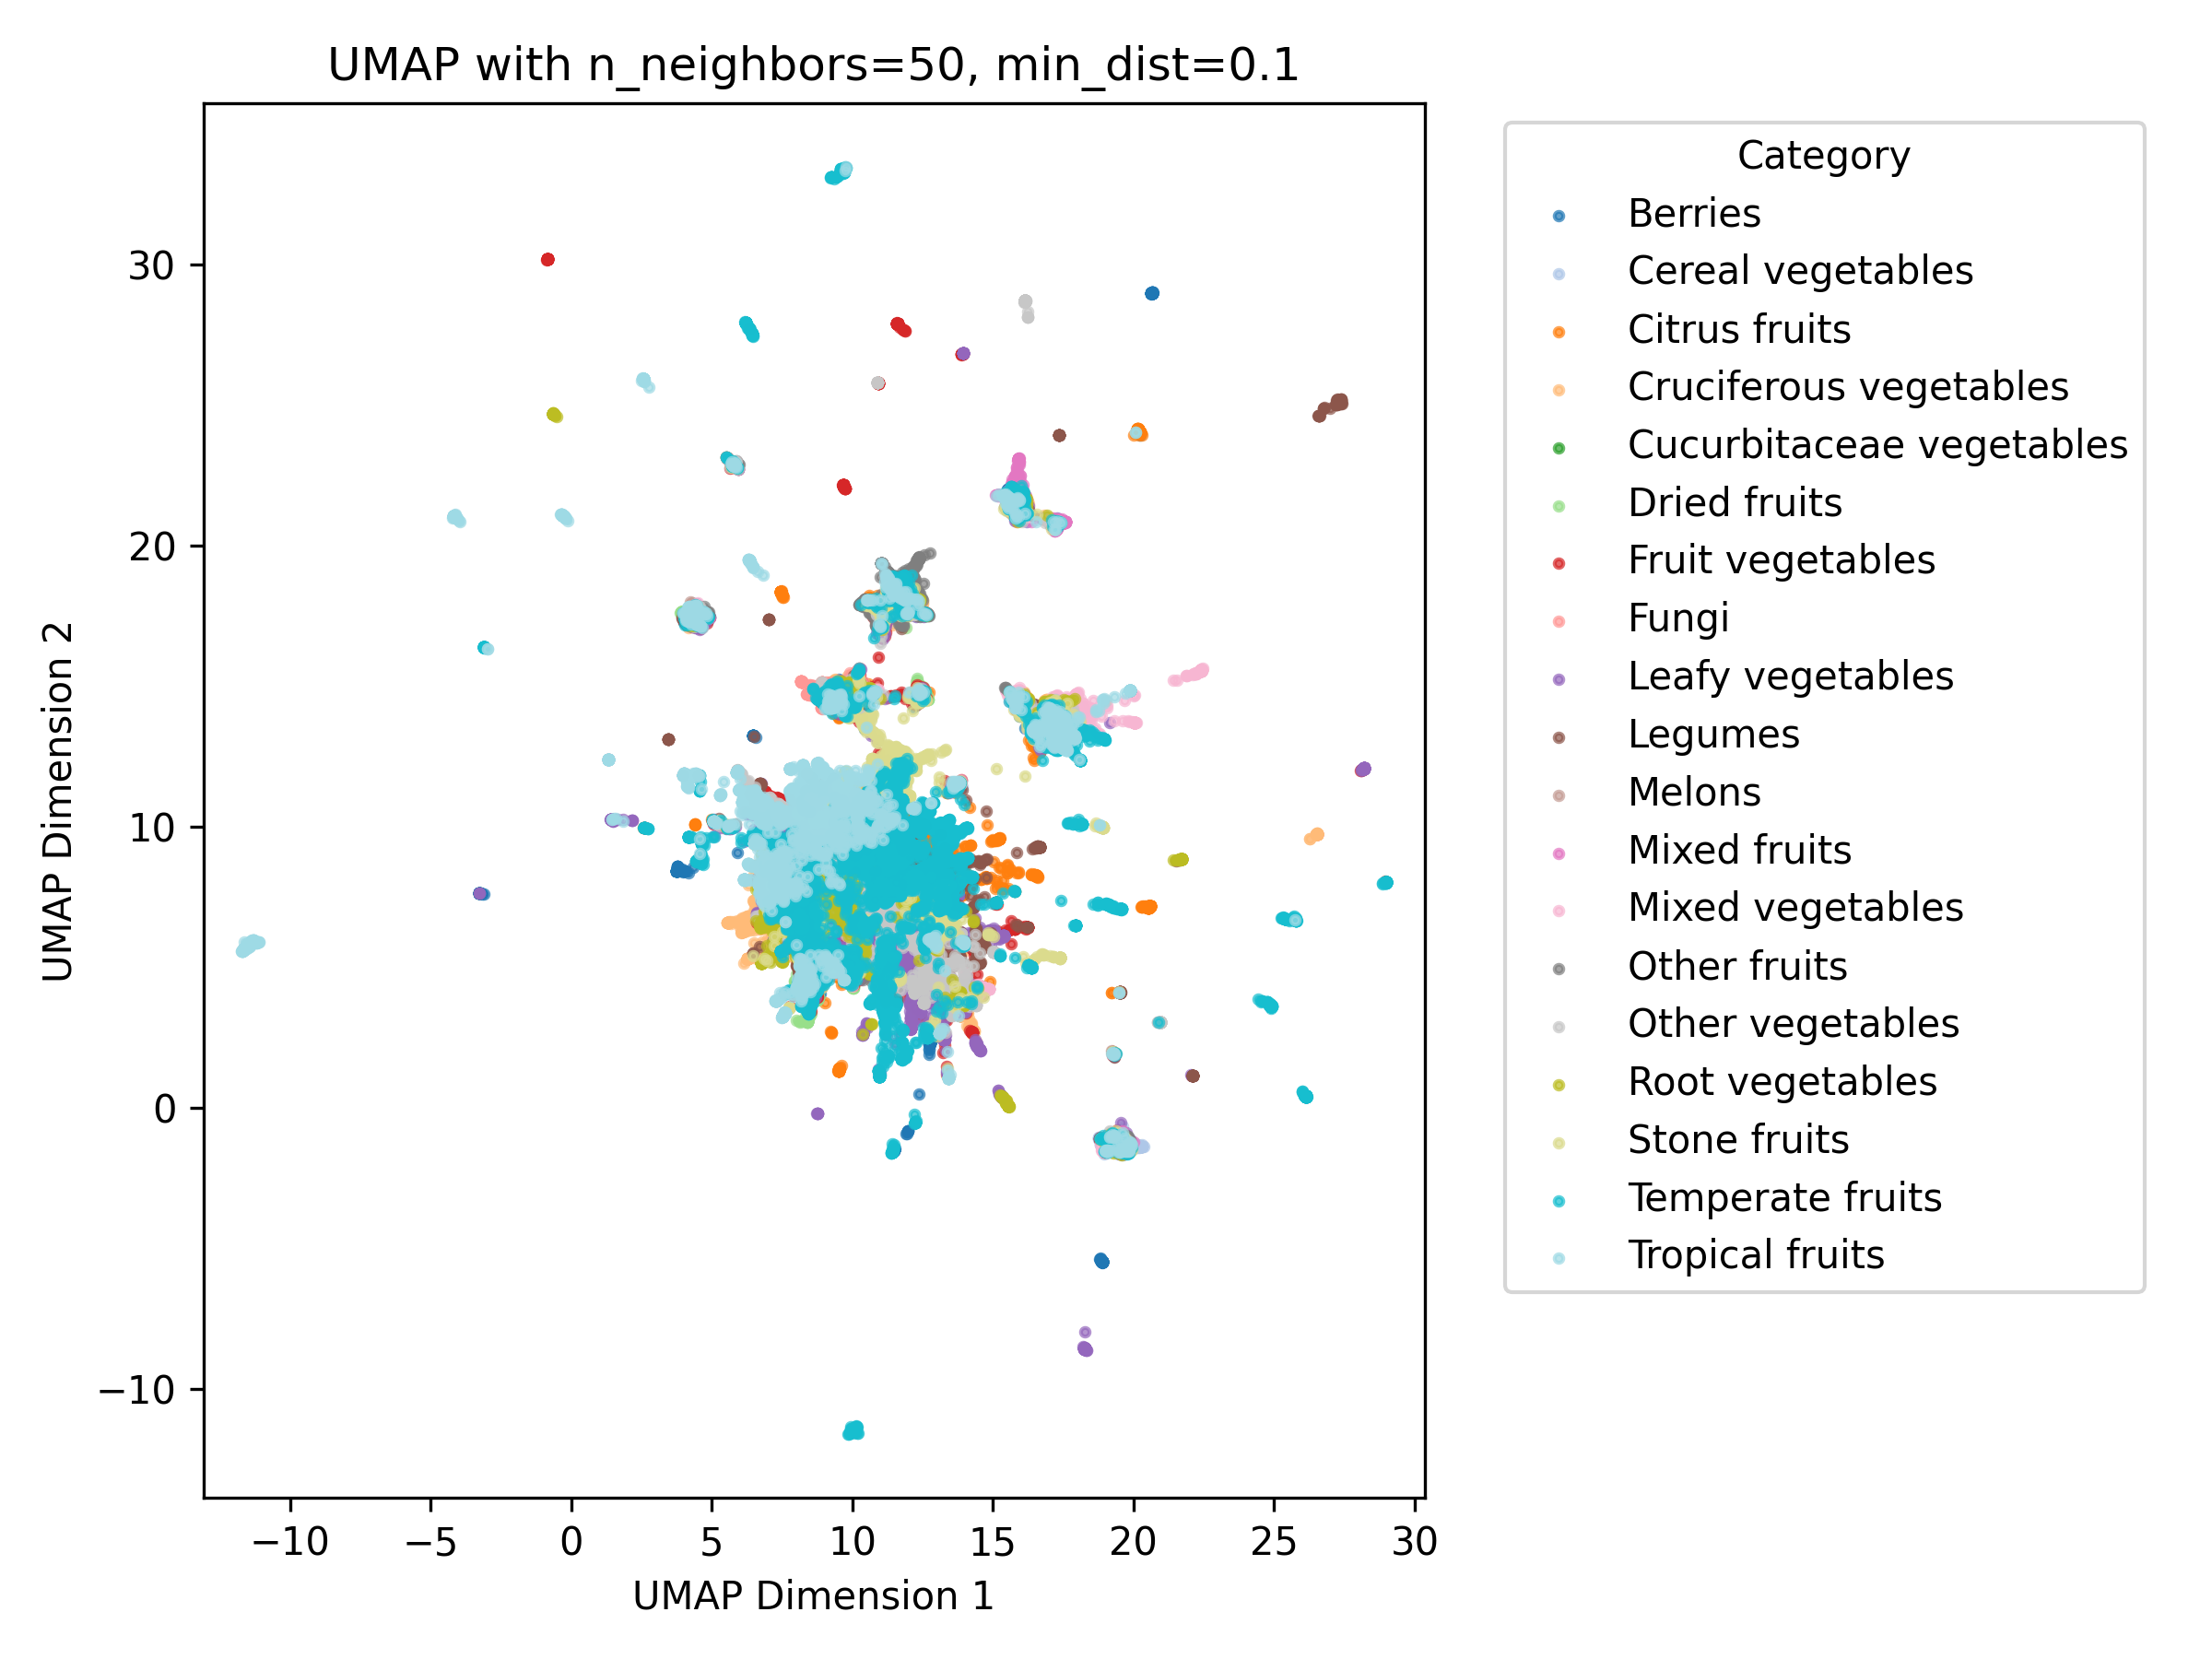 UMAP with n_neighbors=50, min_dist=0.1
Category
Berries
Cereal vegetables
Citrus fruits
Cruciferous vegetables
Cucurbitaceae vegetables
Dried fruits
Fruit vegetables
Fungi
Leafy vegetables
Legumes
Melons
Mixed fruits
Mixed vegetables
Other fruits
Other vegetables
Root vegetables
Stone fruits
Temperate fruits
Tropical fruits
UMAP Dimension 2
30
20
10
0
−10
−10 −5 0 5 10 15 20 25 30
UMAP Dimension 1